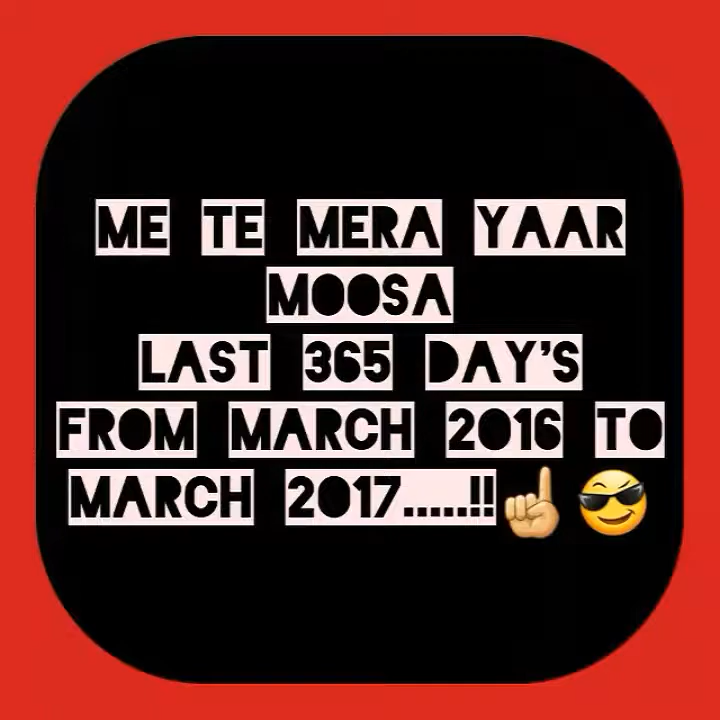 ME TE MERA YAAR
MOOSA
LAST 365 DAY'S
FROM MARCH 2016 TO
MARCH 2017.....!!☝😎